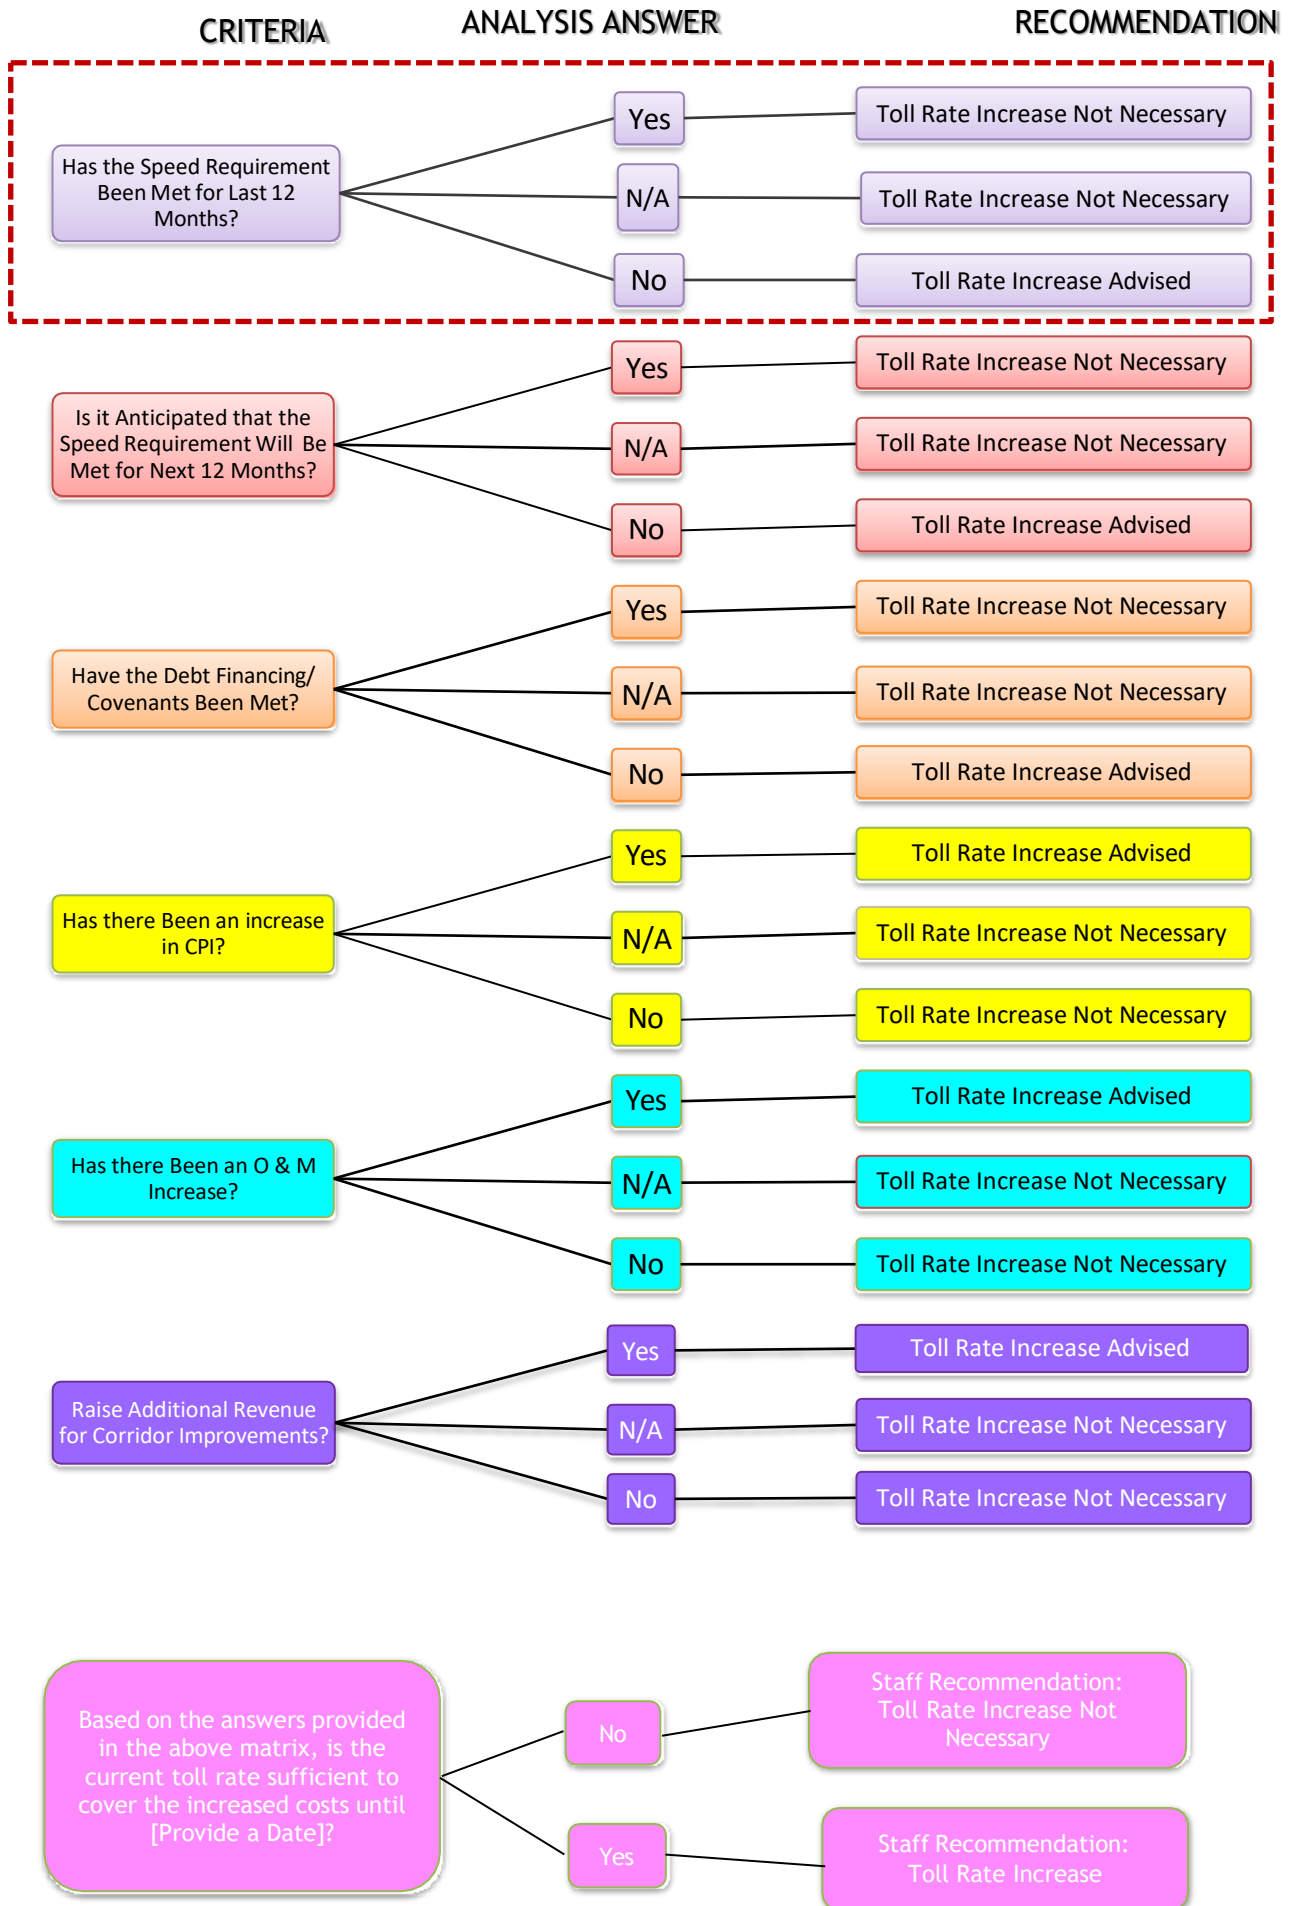 CRITERIA
ANALYSIS ANSWER
RECOMMENDATION
Has the Speed Requirement
Been Met for Last 12
Months?
Yes
Toll Rate Increase Not Necessary
N/A
Toll Rate Increase Not Necessary
No
Toll Rate Increase Advised
Is it Anticipated that the
Speed Requirement Will Be
Met for Next 12 Months?
Yes
Toll Rate Increase Not Necessary
N/A
Toll Rate Increase Not Necessary
No
Toll Rate Increase Advised
Have the Debt Financing/
Covenants Been Met?
Yes
Toll Rate Increase Not Necessary
N/A
Toll Rate Increase Not Necessary
No
Toll Rate Increase Advised
Has there Been an increase
in CPI?
Yes
Toll Rate Increase Advised
N/A
Toll Rate Increase Not Necessary
No
Toll Rate Increase Not Necessary
Has there Been an O & M
Increase?
Yes
Toll Rate Increase Advised
N/A
Toll Rate Increase Not Necessary
No
Toll Rate Increase Not Necessary
Raise Additional Revenue
for Corridor Improvements?
Yes
Toll Rate Increase Advised
N/A
Toll Rate Increase Not Necessary
No
Toll Rate Increase Not Necessary
Based on the answers provided
in the above matrix, is the
current toll rate sufficient to
cover the increased costs until
[Provide a Date]?
No
Staff Recommendation:
Toll Rate Increase Not
Necessary
Yes
Staff Recommendation:
Toll Rate Increase